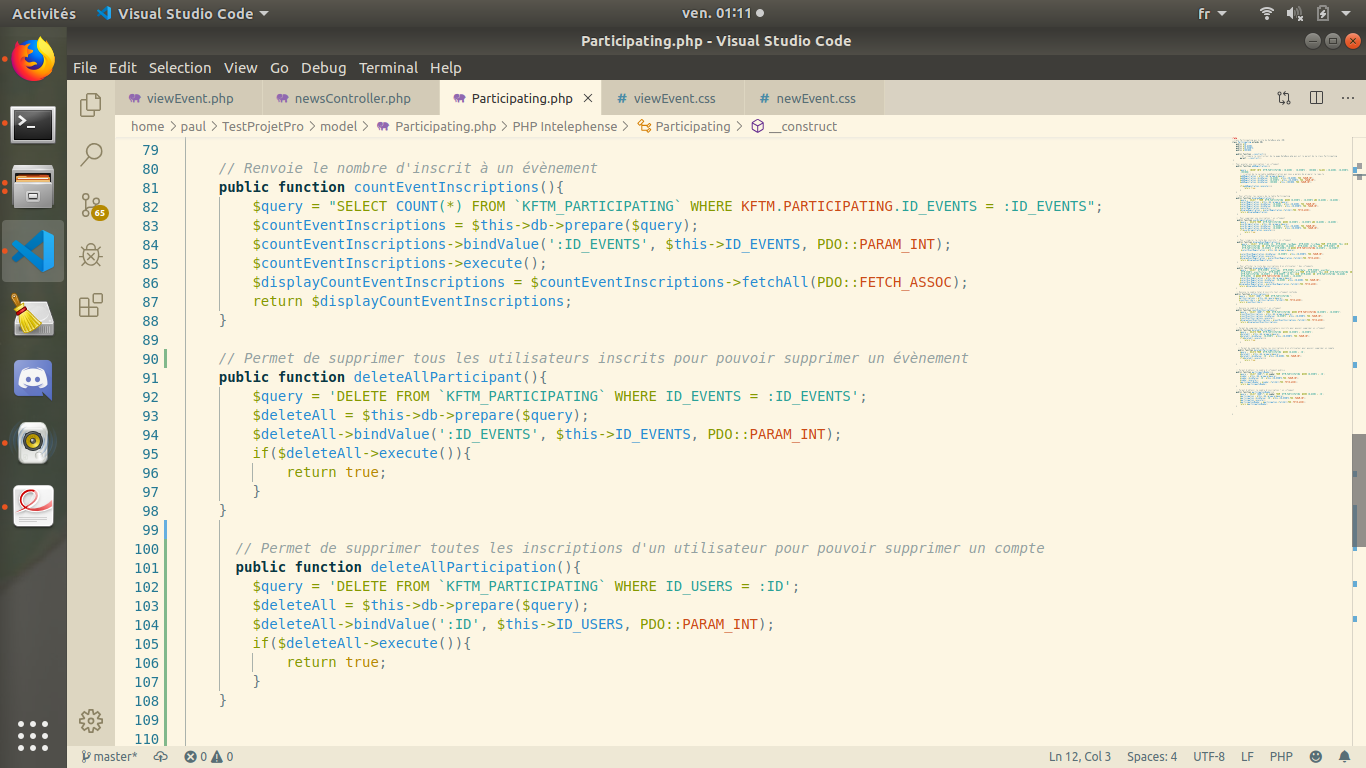 Activités Visual Studio Code ven. 01:11 fr
Participating.php - Visual Studio Code
File Edit Selection View Go Debug Terminal Help
viewEvent.php newsController.php Participating.php viewEvent.css newEvent.css
home > paul > TestProjetPro > model > Participating.php > PHP Intelephense > Participating > __construct
79
80 // Renvoie le nombre d'inscrit à un évènement
81 public function countEventInscriptions(){
82 $query = "SELECT COUNT(*) FROM `KFTM_PARTICIPATING` WHERE KFTM.PARTICIPATING.ID_EVENTS = :ID_EVENTS";
83 $countEventInscriptions = $this->db->prepare($query);
84 $countEventInscriptions->bindValue(':ID_EVENTS', $this->ID_EVENTS, PDO::PARAM_INT);
85 $countEventInscriptions->execute();
86 $displayCountEventInscriptions = $countEventInscriptions->fetchAll(PDO::FETCH_ASSOC);
87 return $displayCountEventInscriptions;
88 }
89
90 // Permet de supprimer tous les utilisateurs inscrits pour pouvoir supprimer un évènement
91 public function deleteAllParticipant(){
92 $query = 'DELETE FROM `KFTM_PARTICIPATING` WHERE ID_EVENTS = :ID_EVENTS';
93 $deleteAll = $this->db->prepare($query);
94 $deleteAll->bindValue(':ID_EVENTS', $this->ID_EVENTS, PDO::PARAM_INT);
95 if($deleteAll->execute()){
96 return true;
97 }
98 }
99
100 // Permet de supprimer toutes les inscriptions d'un utilisateur pour pouvoir supprimer un compte
101 public function deleteAllParticipation(){
102 $query = 'DELETE FROM `KFTM_PARTICIPATING` WHERE ID_USERS = :ID';
103 $deleteAll = $this->db->prepare($query);
104 $deleteAll->bindValue(':ID', $this->ID_USERS, PDO::PARAM_INT);
105 if($deleteAll->execute()){
106 return true;
107 }
108 }
109
110
65
master* 0 0 Ln 12, Col 3 Spaces: 4 UTF-8 LF PHP